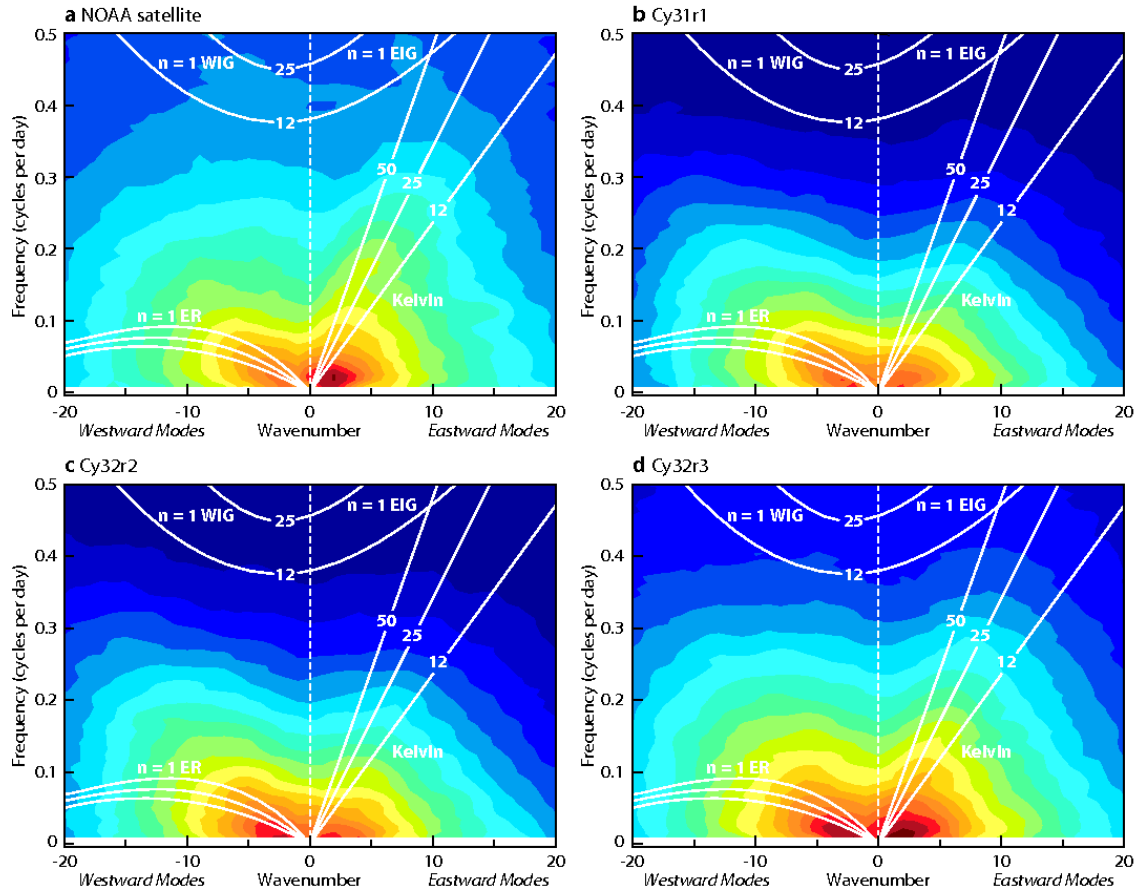 a NOAA satellite
0.5
0.4
0.3
0.2
0.1
0
Frequency (cycles per day)
n = 1 WIG
n = 1 EIG
25
12
50
25
12
Kelvin
n = 1 ER
-20
-10
0
10
20
Westward Modes
Wavenumber
Eastward Modes
b Cy31r1
0.5
0.4
0.3
0.2
0.1
0
Frequency (cycles per day)
n = 1 WIG
n = 1 EIG
25
12
50
25
12
Kelvin
n = 1 ER
-20
-10
0
10
20
Westward Modes
Wavenumber
Eastward Modes
c Cy32r2
0.5
0.4
0.3
0.2
0.1
0
Frequency (cycles per day)
n = 1 WIG
n = 1 EIG
25
12
50
25
12
Kelvin
n = 1 ER
-20
-10
0
10
20
Westward Modes
Wavenumber
Eastward Modes
d Cy32r3
0.5
0.4
0.3
0.2
0.1
0
Frequency (cycles per day)
n = 1 WIG
n = 1 EIG
25
12
50
25
12
Kelvin
n = 1 ER
-20
-10
0
10
20
Westward Modes
Wavenumber
Eastward Modes